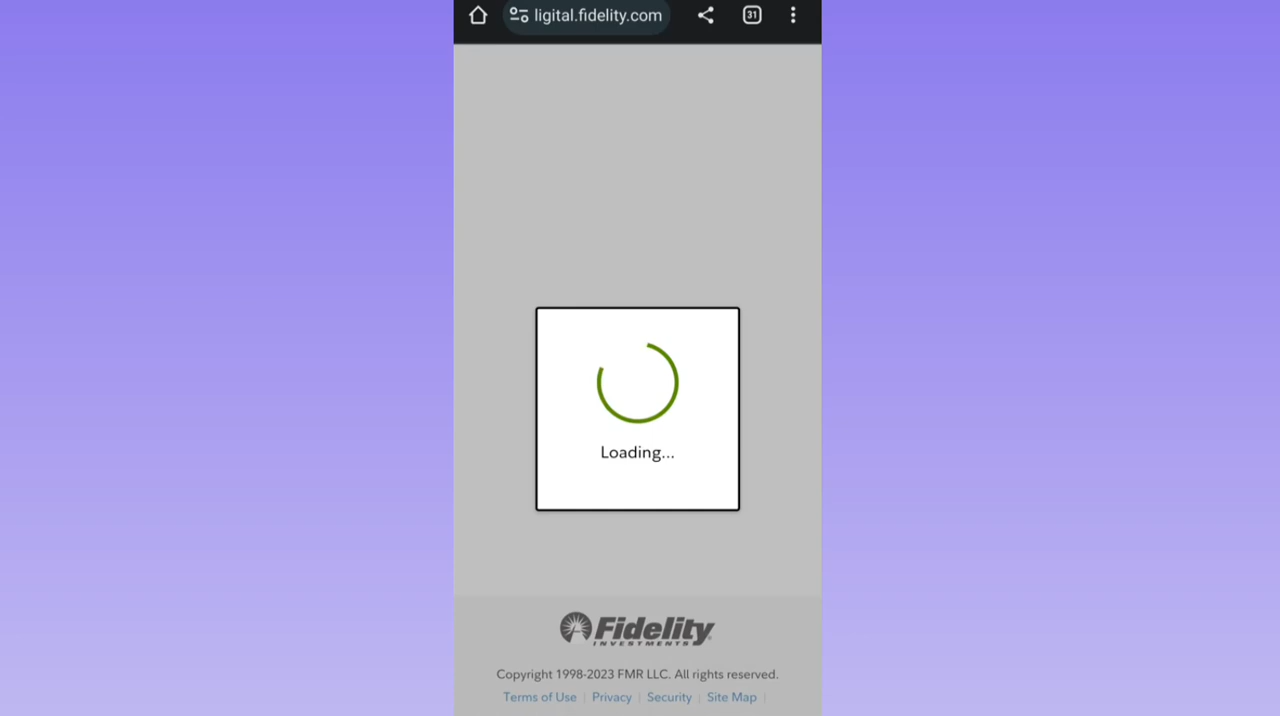 ligital.fidelity.com
31
Loading...
Fidelity
INVESTMENTS
Copyright 1998-2023 FMR LLC. All rights reserved.
Terms of Use | Privacy | Security | Site Map |